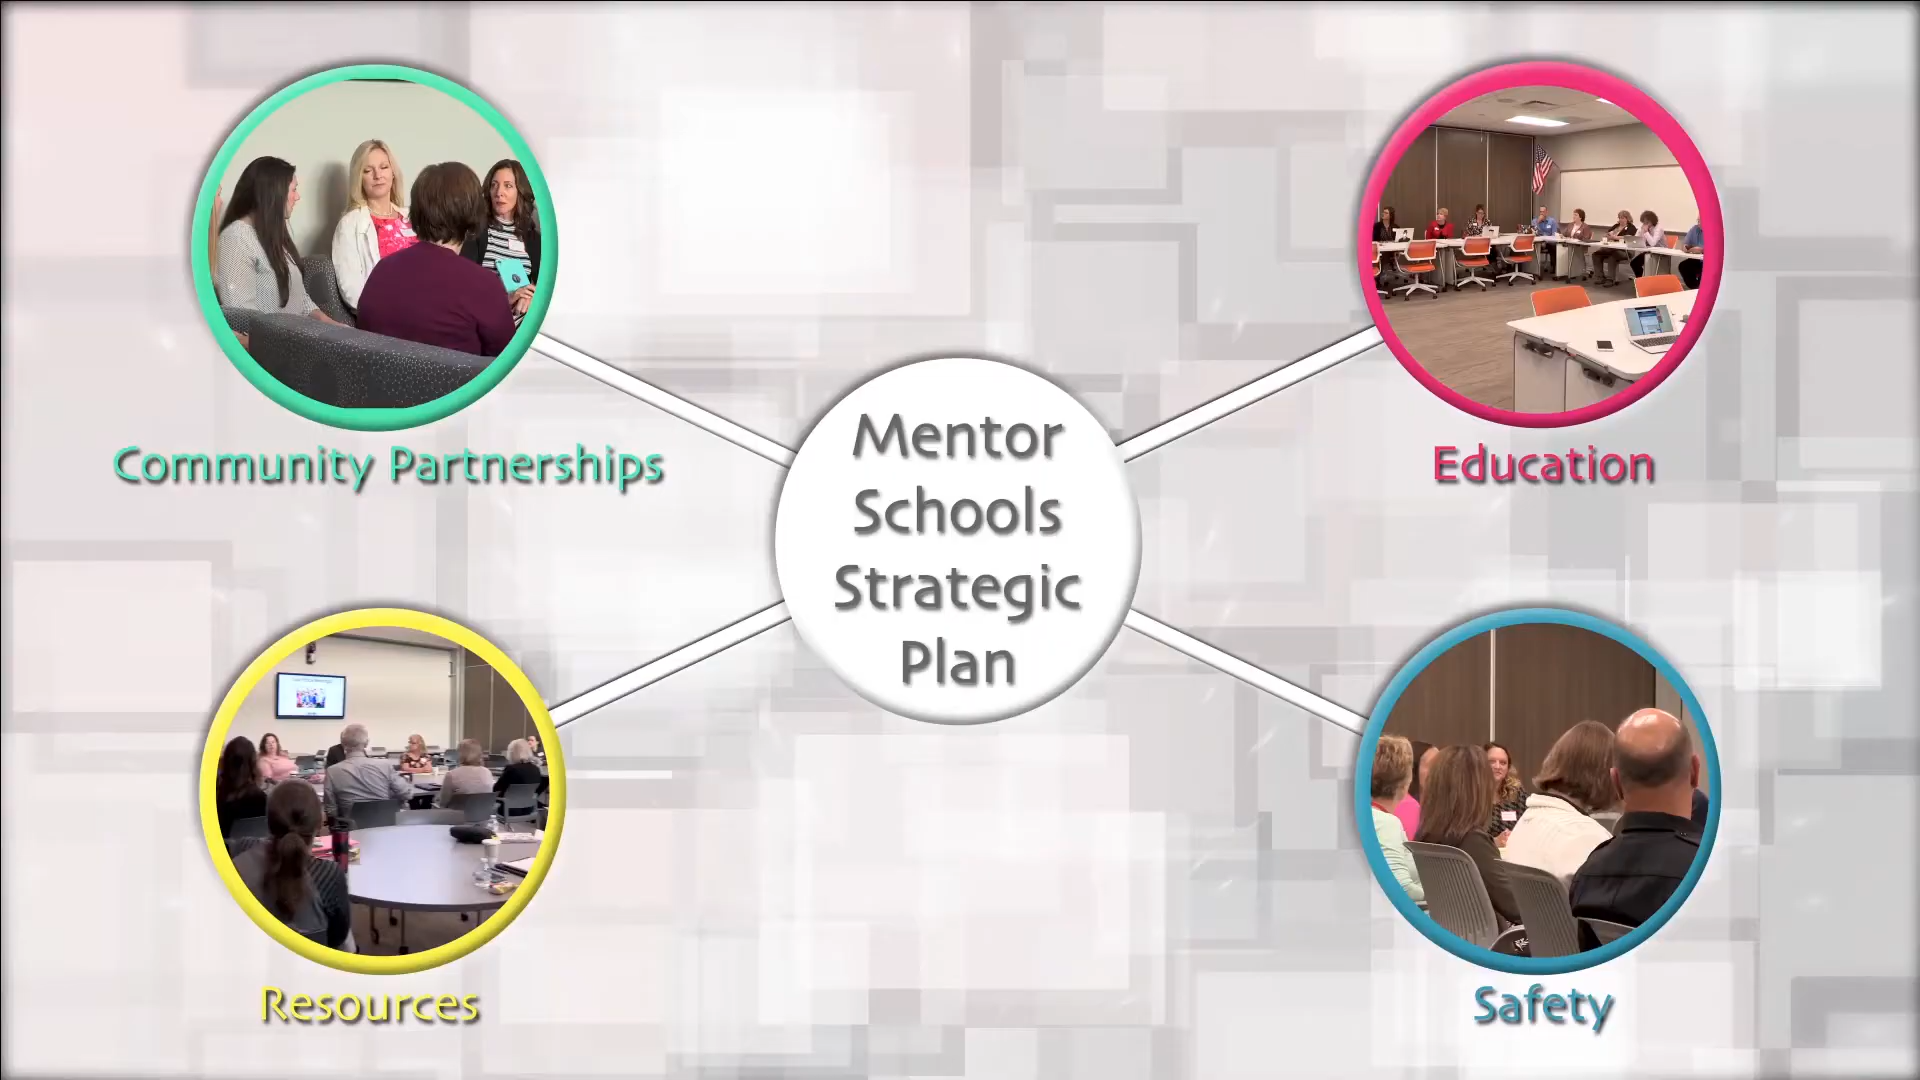 Community Partnerships
Education
Mentor
Schools
Strategic
Plan
Resources
Safety